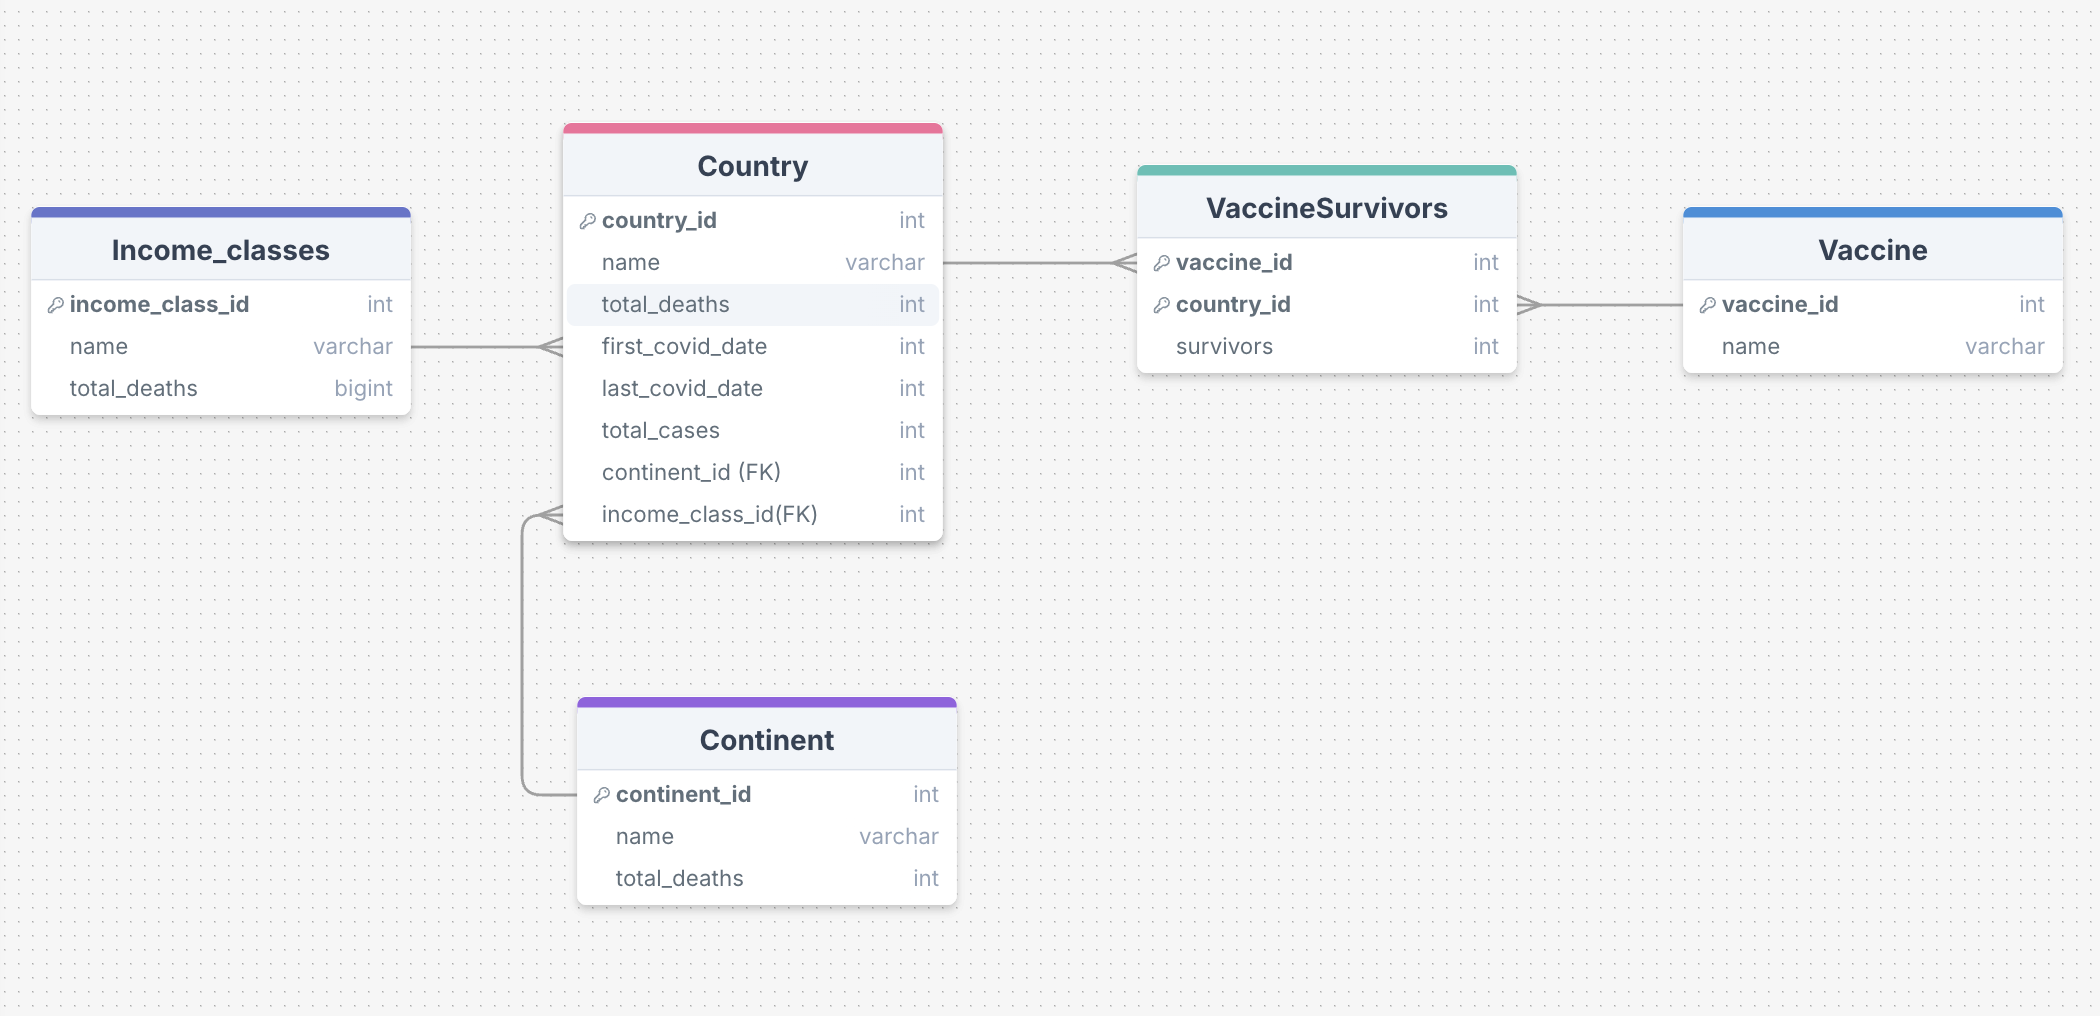 Income_classes
income_class_id int
name varchar
total_deaths bigint
Country
country_id int
name varchar
total_deaths int
first_covid_date int
last_covid_date int
total_cases int
continent_id (FK) int
income_class_id(FK) int
VaccineSurvivors
vaccine_id int
country_id int
survivors int
Vaccine
vaccine_id int
name varchar
Continent
continent_id int
name varchar
total_deaths int